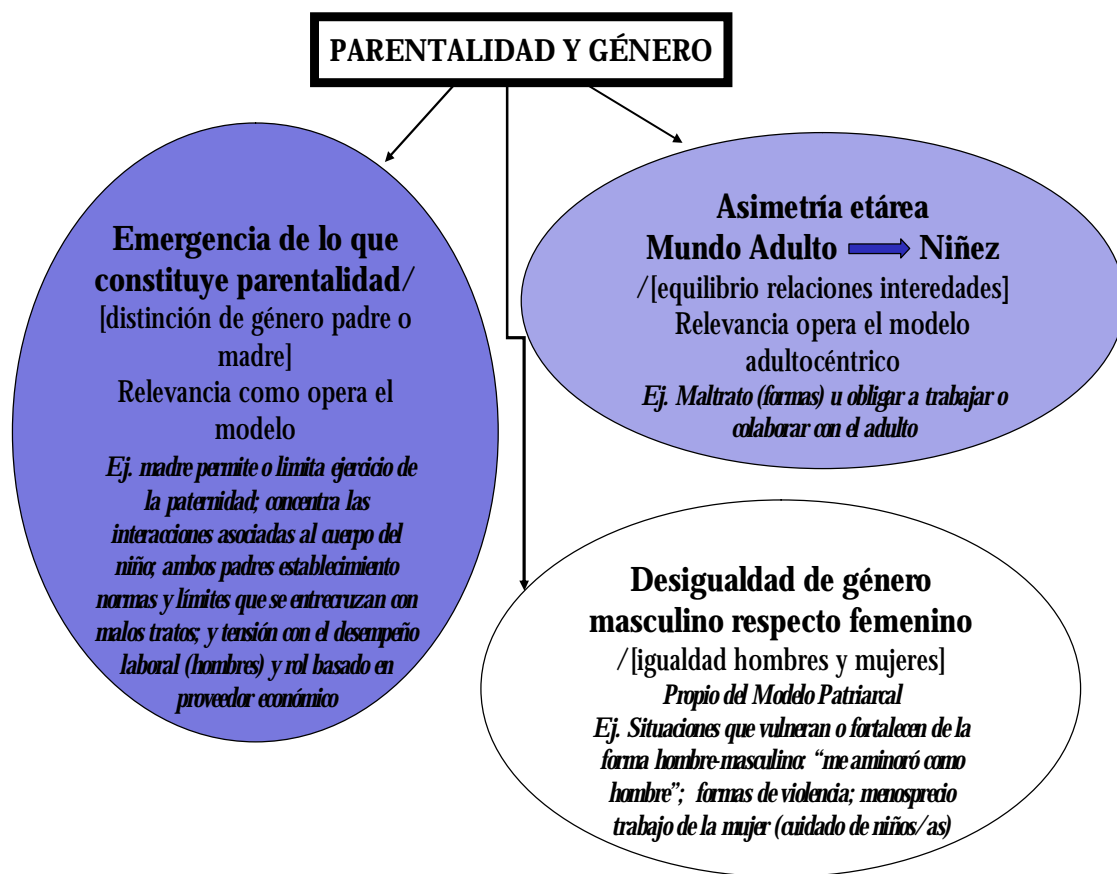 PARENTALIDAD Y GÉNERO
Emergencia de lo que
constituye parentalidad/
[distinción de género padre o
madre]
Relevancia como opera el
modelo
Ej. madre permite o limita ejercicio de
la paternidad; concentra las
interacciones asociadas al cuerpo del
niño; ambos padres establecimiento
normas y límites que se entrecruzan con
malos tratos; y tensión con el desempeño
laboral (hombres) y rol basado en
proveedor económico
Asimetría etárea
Mundo Adulto Niñez
/[equilibrio relaciones interedades]
Relevancia opera el modelo
adultocéntrico
Ej. Maltrato (formas) u obligar a trabajar o
colaborar con el adulto
Desigualdad de género
masculino respecto femenino
/[igualdad hombres y mujeres]
Propio del Modelo Patriarcal
Ej. Situaciones que vulneran o fortalecen de la
forma hombre-masculino: “me aminoró como
hombre”; formas de violencia; menosprecio
trabajo de la mujer (cuidado de niños/as)